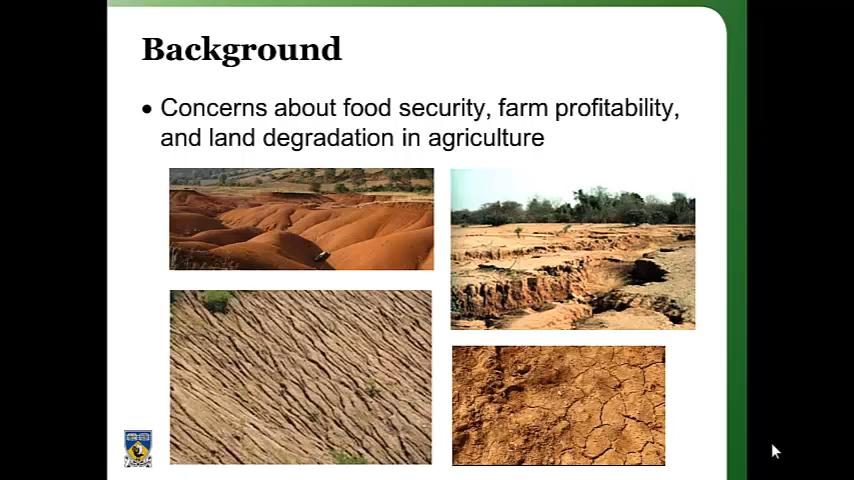 Background
• Concerns about food security, farm profitability,
and land degradation in agriculture